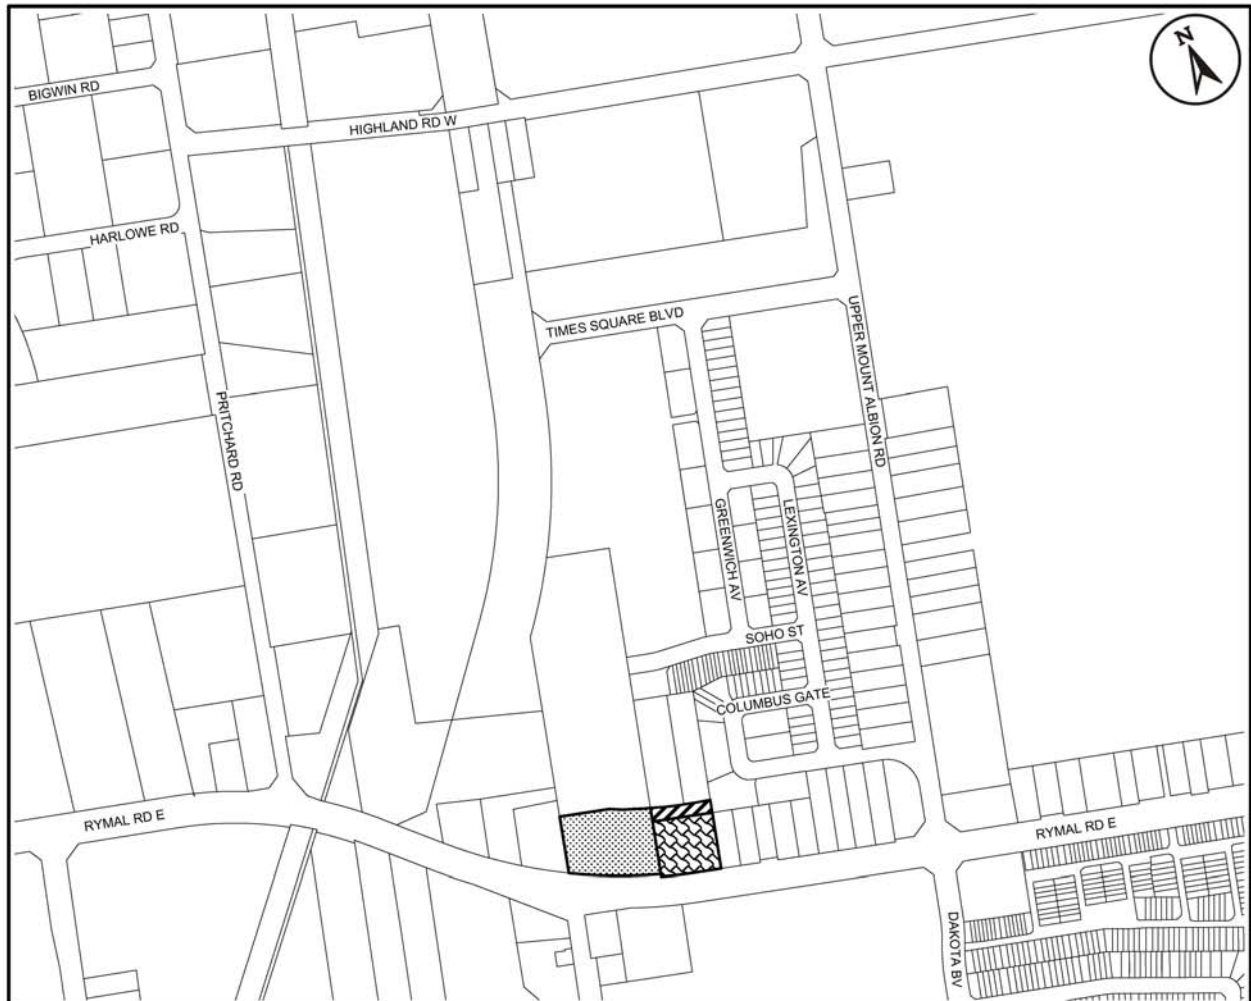 N
BIGWIN RD
HIGHLAND RD W
HARLOWE RD
TIMES SQUARE BLVD
UPPER MOUNT ALBION RD
PRITCHARD RD
GREENWICH AV
LEXINGTON AV
SOHO ST
COLUMBUS GATE
RYMAL RD E
RYMAL RD E
DAKOTA BV